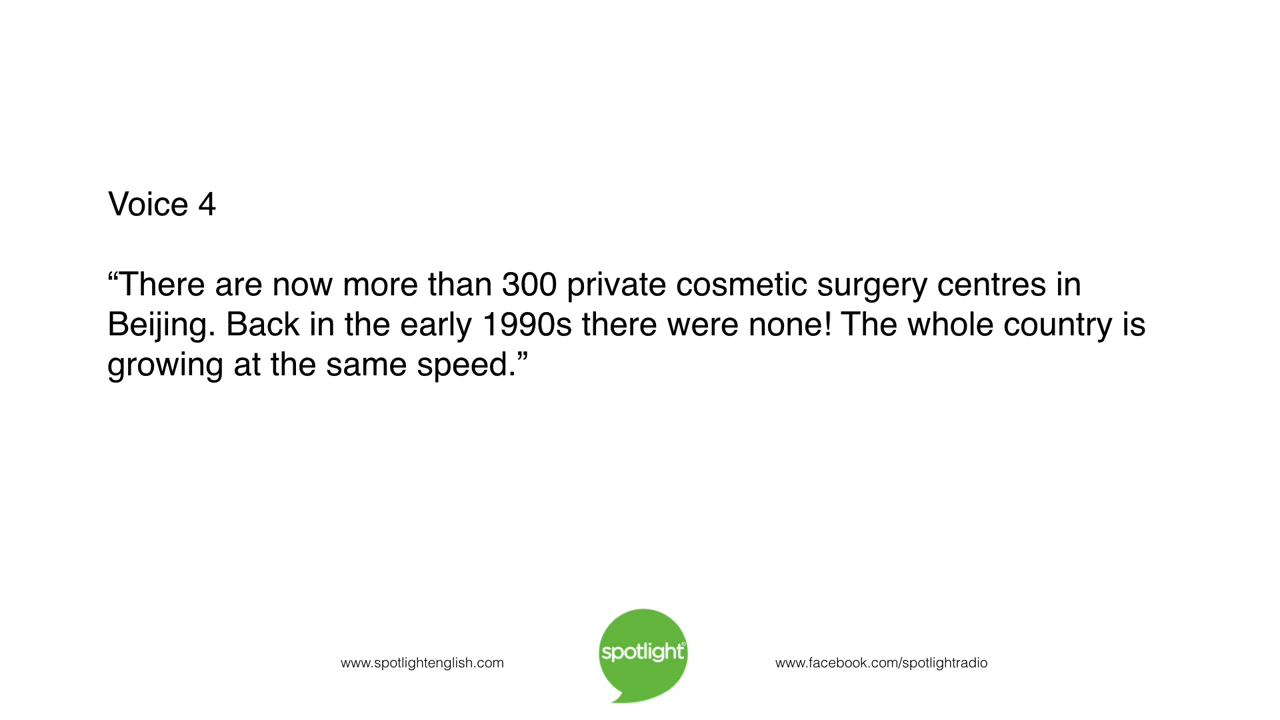 Voice 4
“There are now more than 300 private cosmetic surgery centres in
Beijing. Back in the early 1990s there were none! The whole country is
growing at the same speed.”
www.spotlightenglish.com
spotlight®
www.facebook.com/spotlightradio